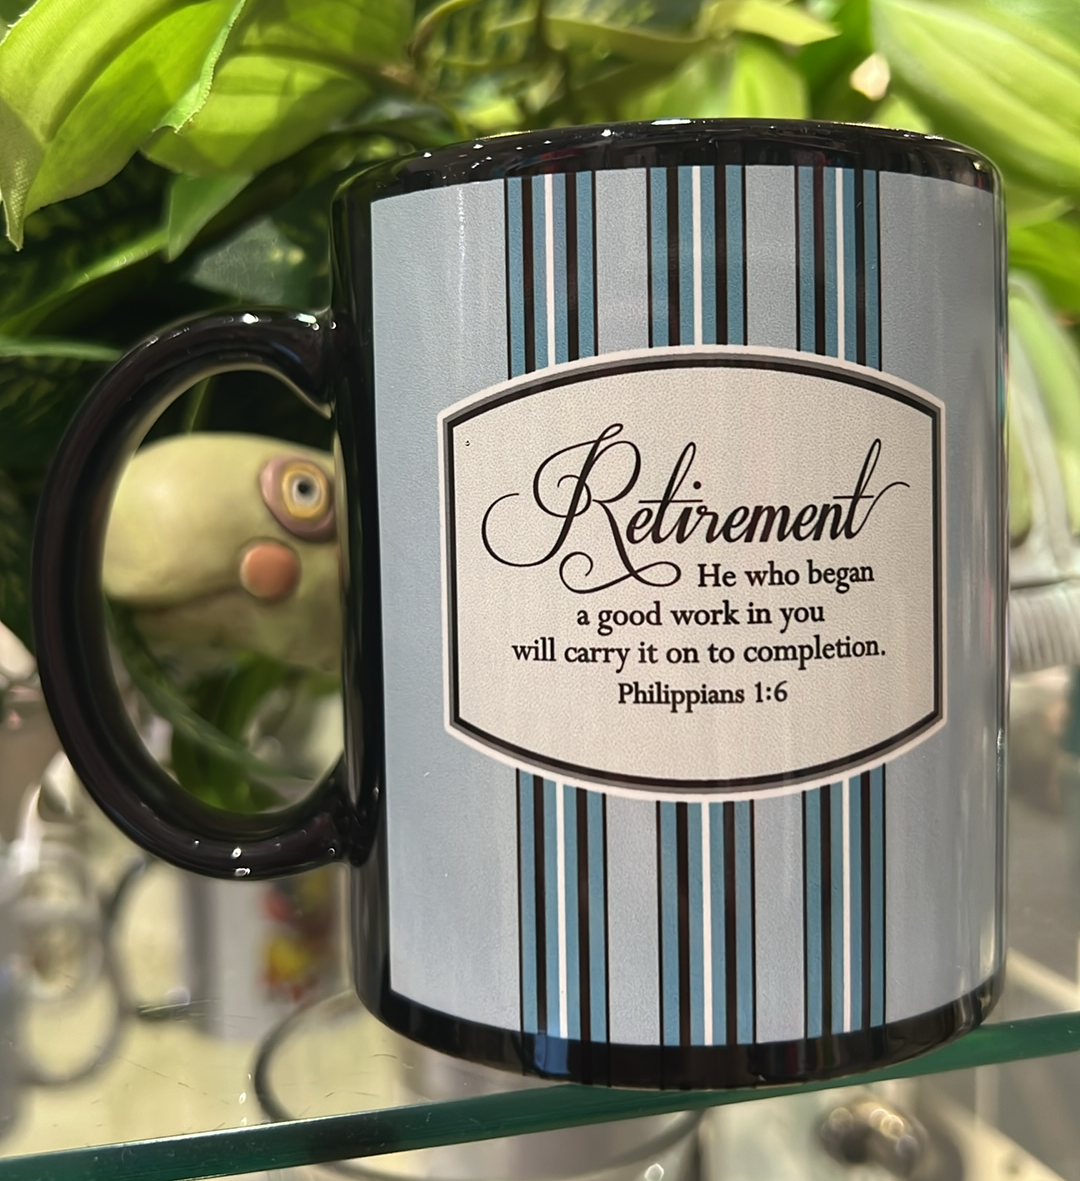 Retirement
He who began
a good work in you
will carry it on to completion.
Philippians 1:6